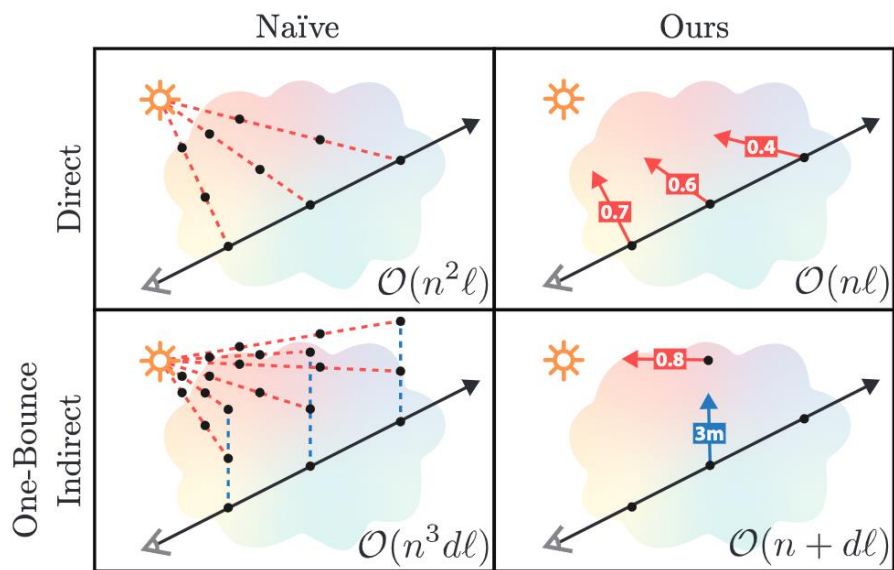 Naïve
Ours
Direct
0.7
0.6
0.4
O(n²ℓ)
O(nℓ)
One-Bounce
Indirect
0.8
3m
O(n³dℓ)
O(n + dℓ)